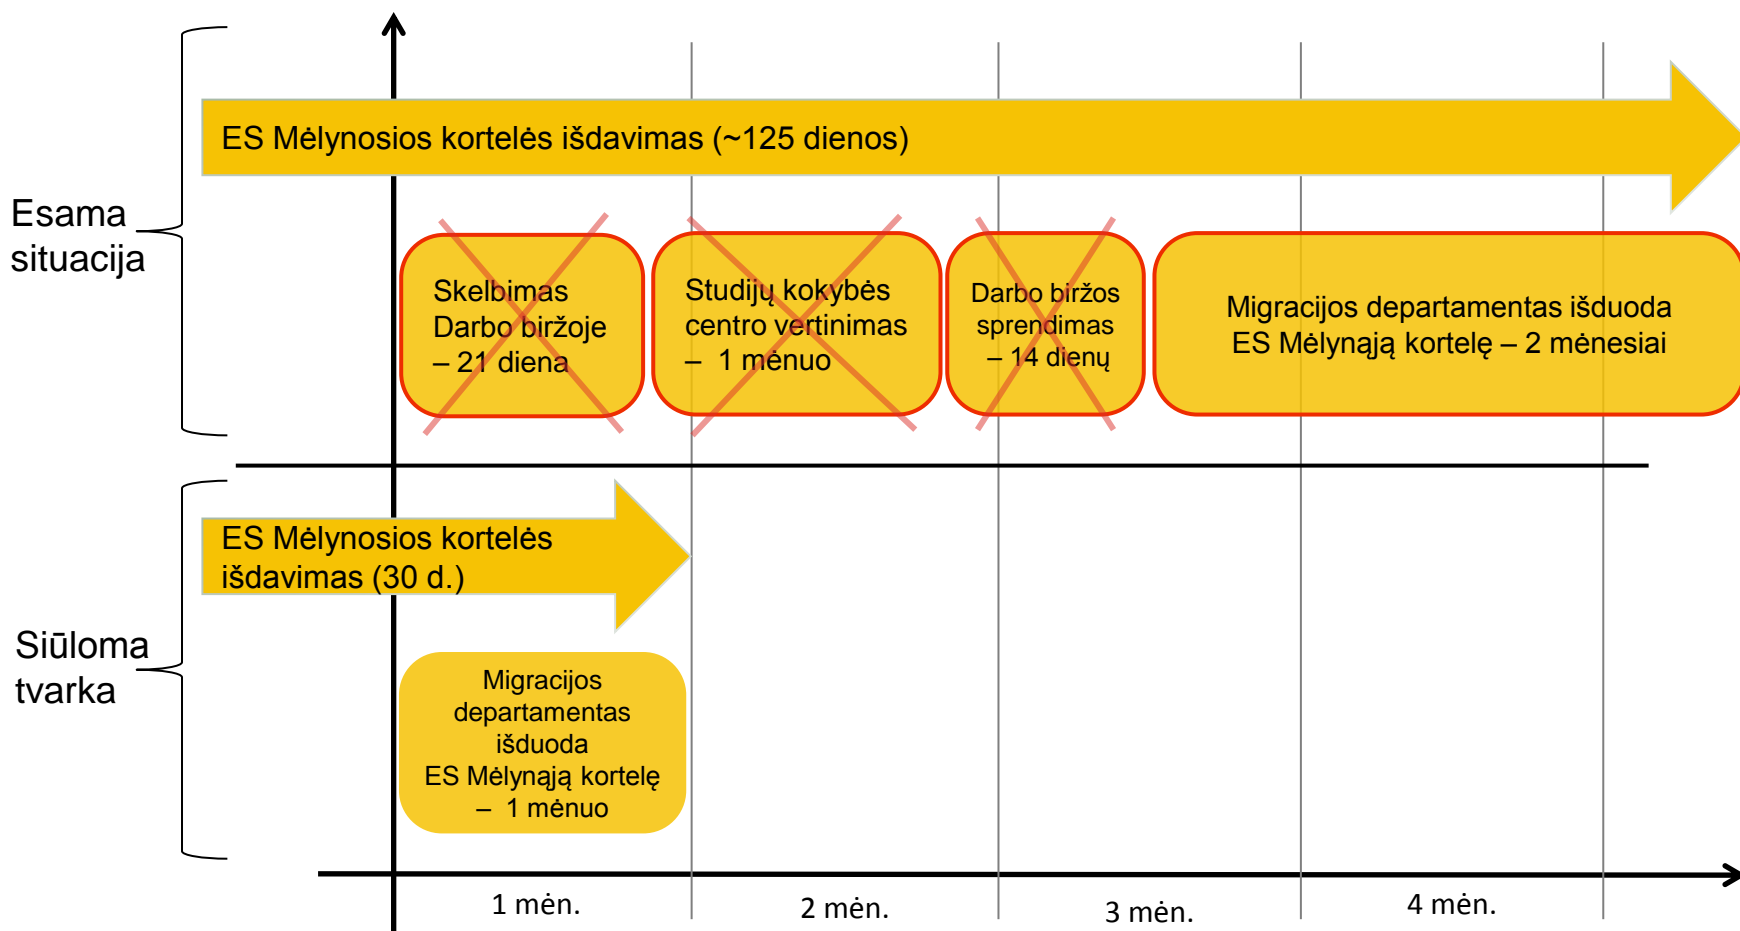 Esama
situacija
ES Mėlynosios kortelės išdavimas (~125 dienos)
Skelbimas
Darbo biržoje
– 21 diena
Studijų kokybės
centro vertinimas
– 1 mėnuo
Darbo biržos
sprendimas
– 14 dienų
Migracijos departamentas išduoda
ES Mėlynąją kortelę – 2 mėnesiai
Siūloma
tvarka
ES Mėlynosios kortelės
išdavimas (30 d.)
Migracijos
departamentas
išduoda
ES Mėlynąją kortelę
– 1 mėnuo
1 mėn.
2 mėn.
3 mėn.
4 mėn.